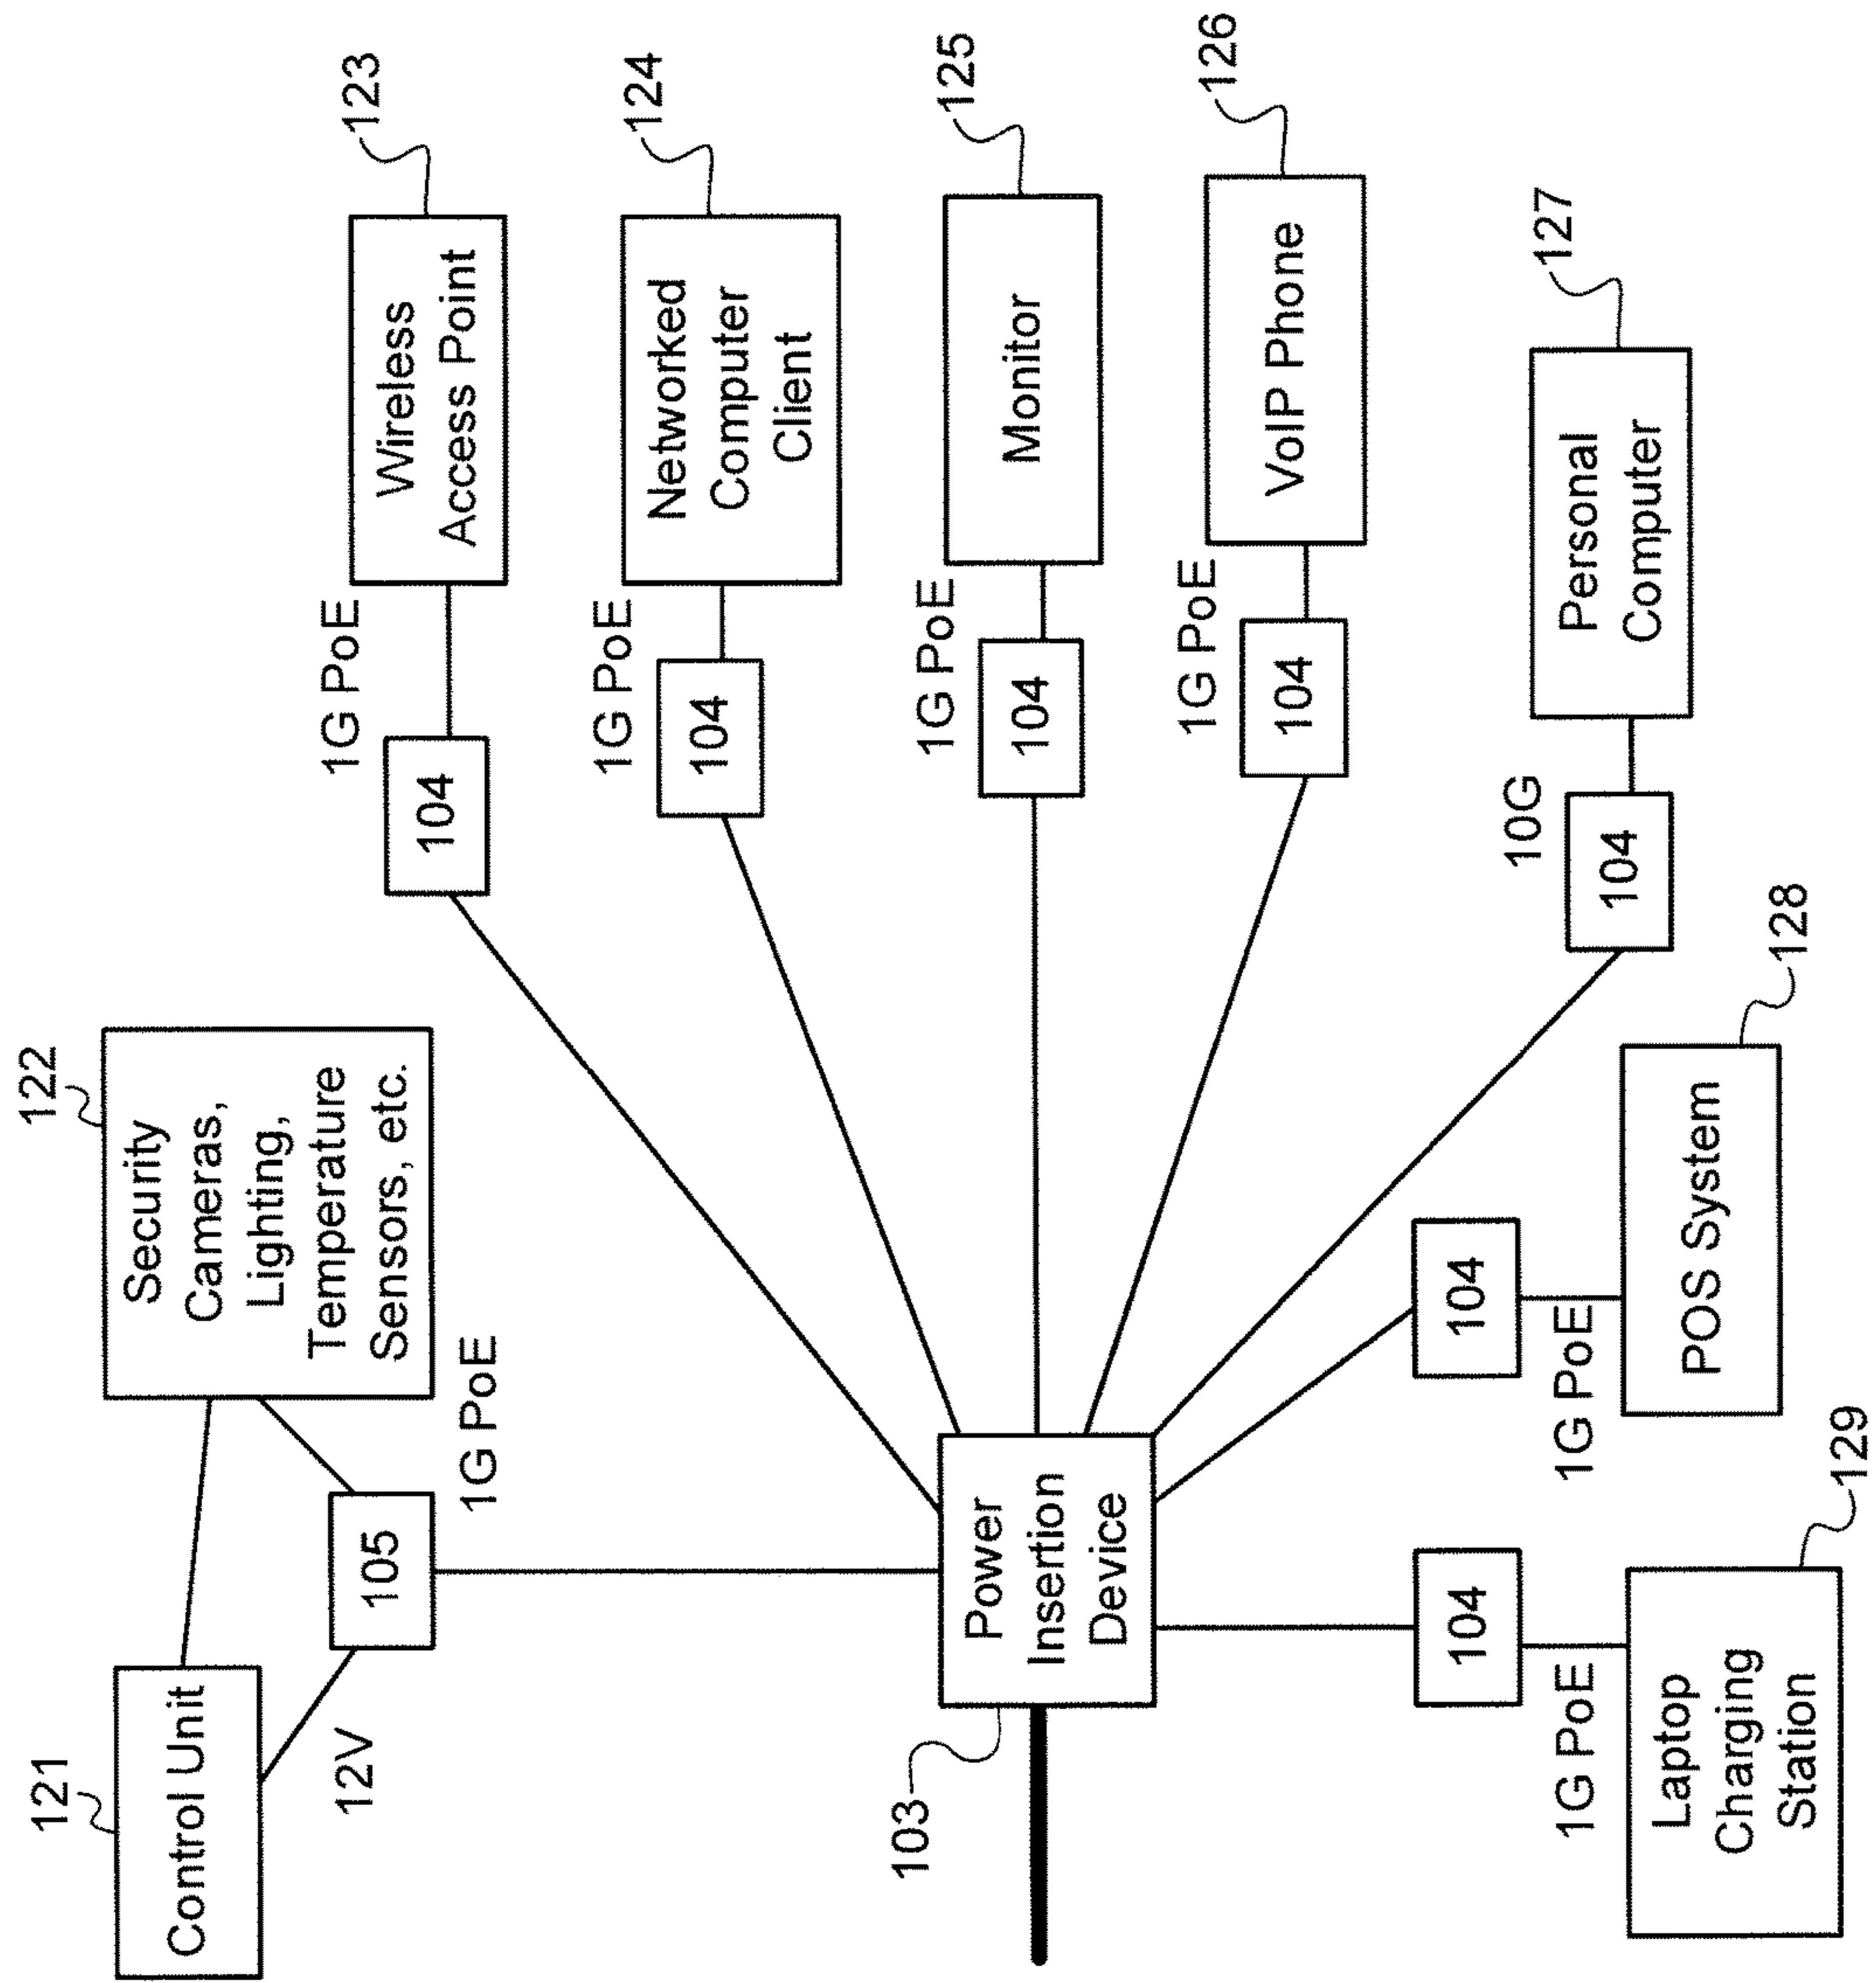 121
Control Unit
12V
105
122
Security
Cameras,
Lighting,
Temperature
Sensors, etc.
1G PoE
103
Power
Insertion
Device
104
1G PoE
Wireless
Access Point
123
104
1G PoE
Networked
Computer
Client
124
104
1G PoE
Monitor
125
104
1G PoE
VoIP Phone
126
104
10G
Personal
Computer
127
104
1G PoE
POS System
128
104
1G PoE
Laptop
Charging
Station
129